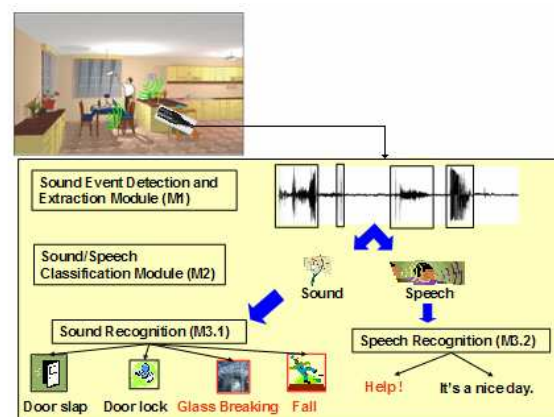 Sound Event Detection and
Extraction Module (M1)
Sound/Speech
Classification Module (M2)
Sound
Speech
Sound Recognition (M3.1)
Speech Recognition (M3.2)
Door slap
Door lock
Glass Breaking
Fall
Help!
It's a nice day.